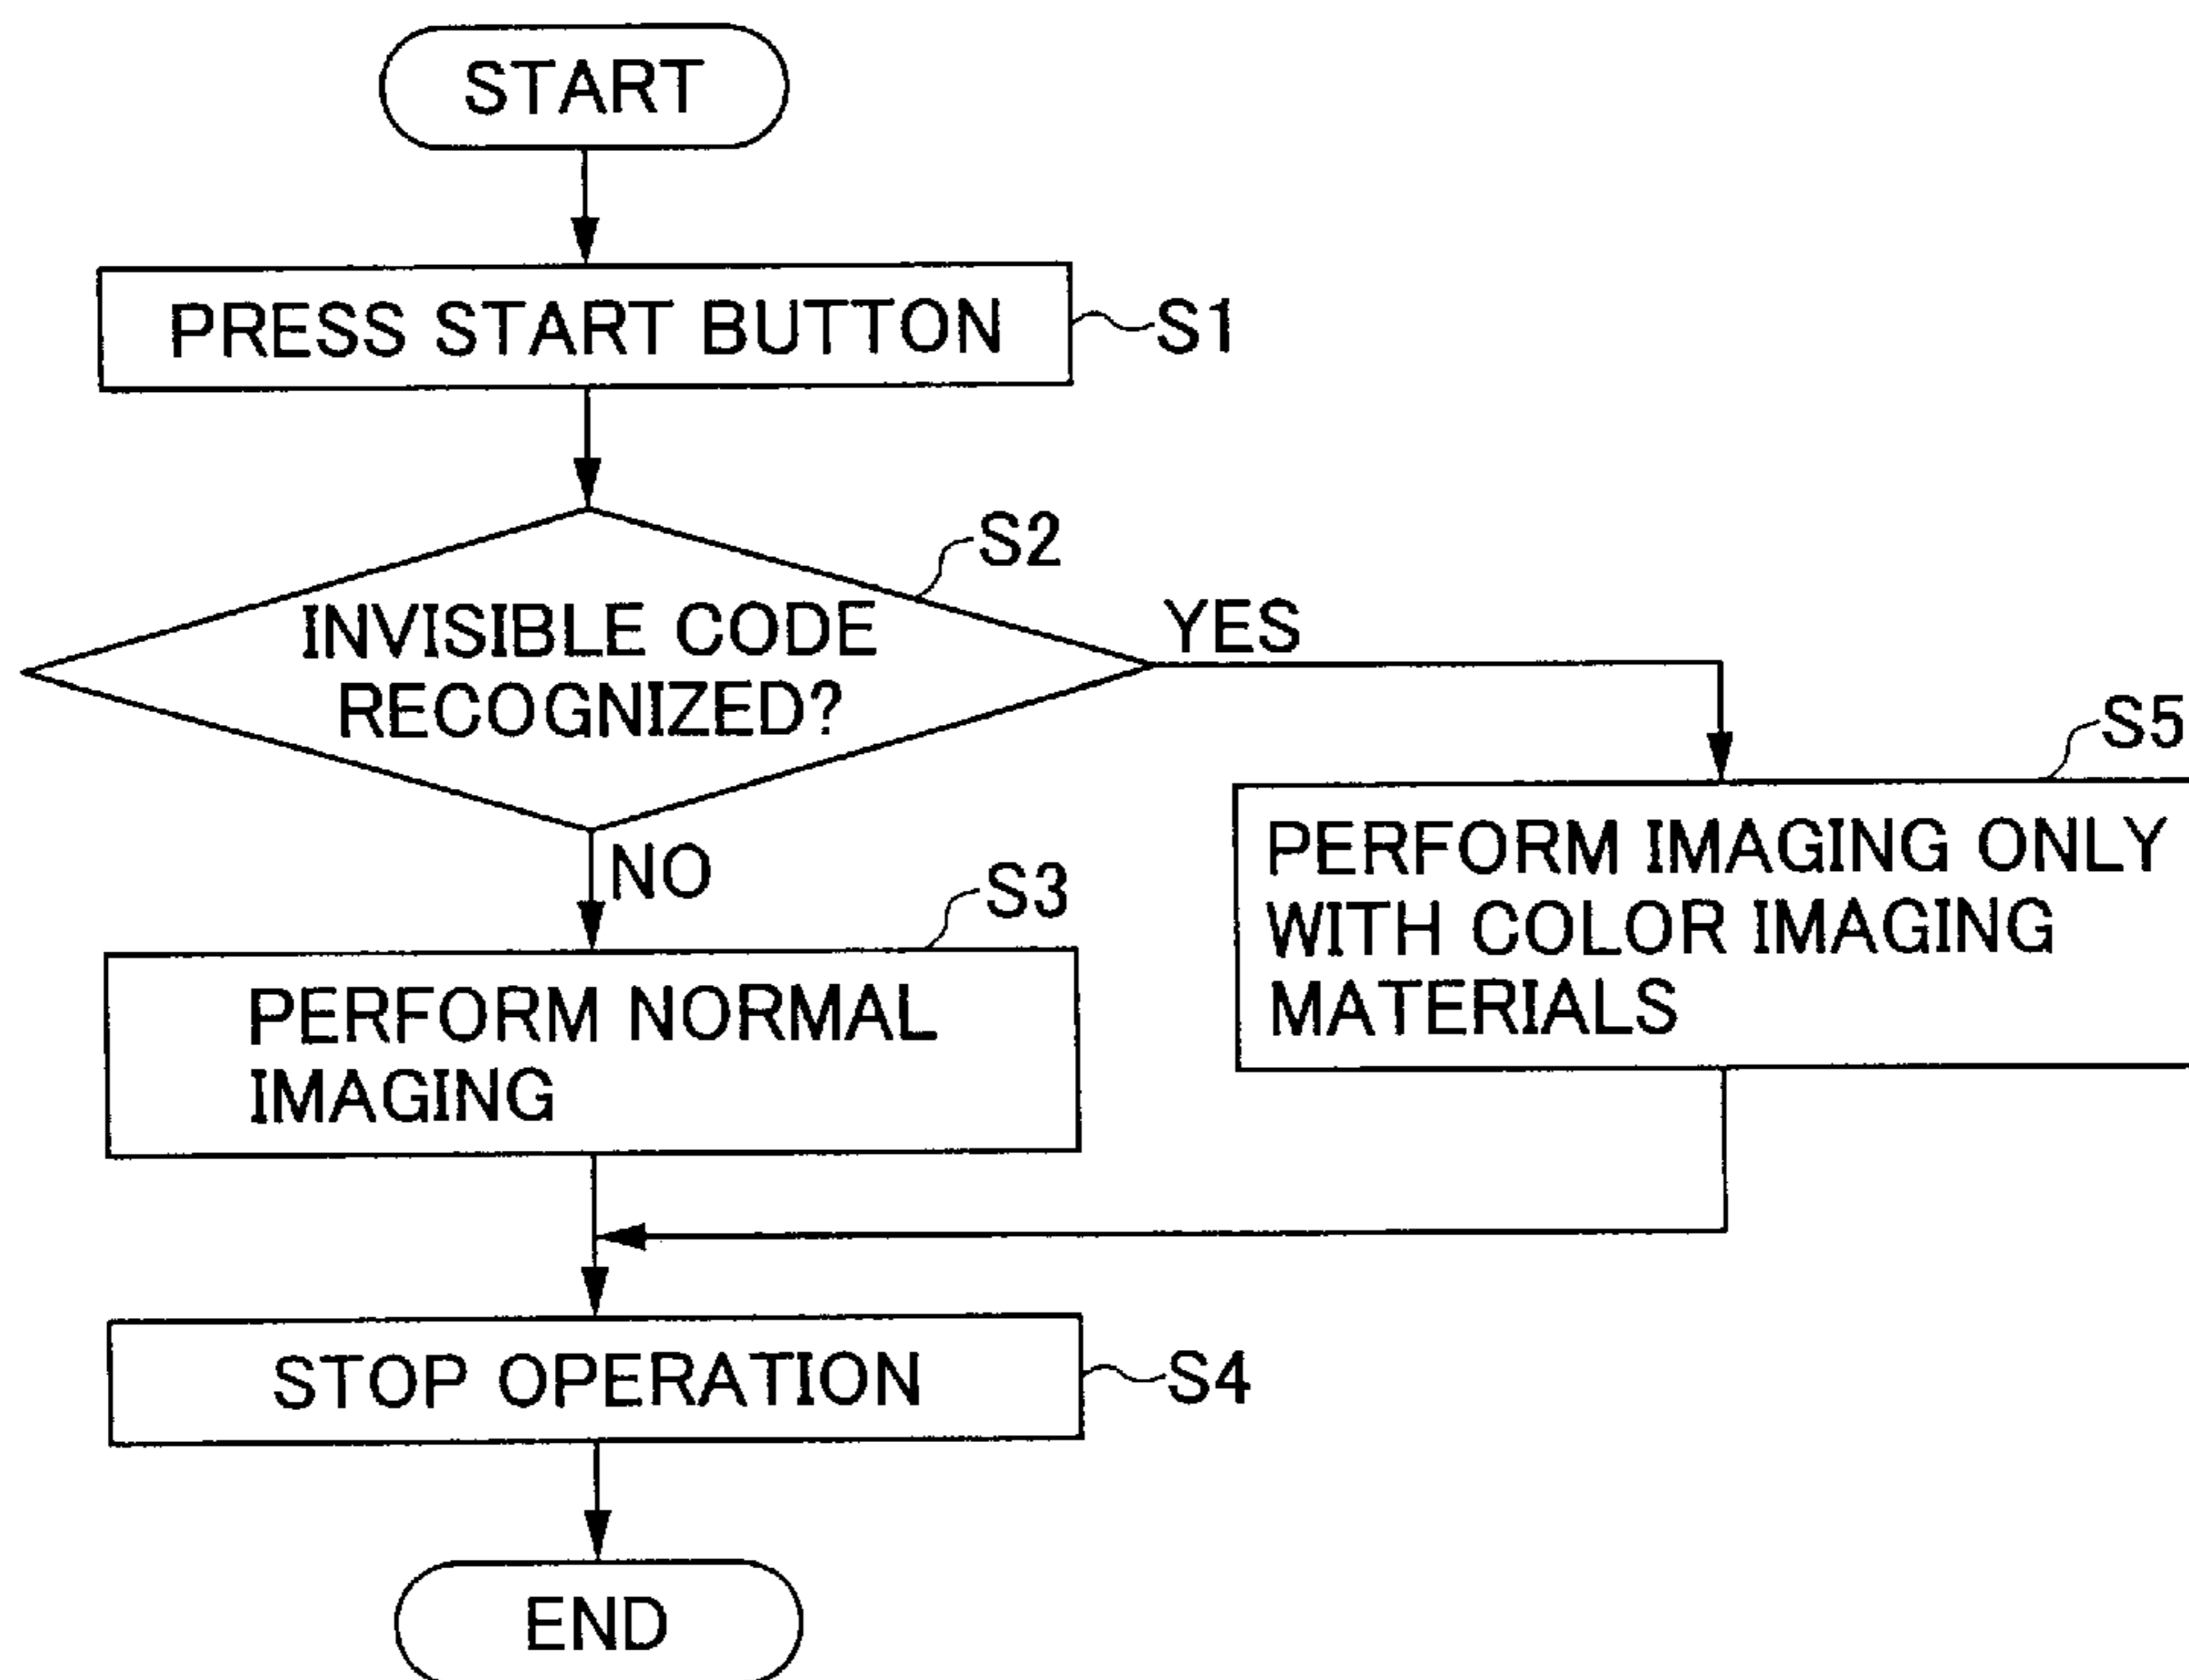 START
PRESS START BUTTON
S1
S2
INVISIBLE CODE
RECOGNIZED?
YES
NO
S5
PERFORM IMAGING ONLY
WITH COLOR IMAGING
MATERIALS
S3
PERFORM NORMAL
IMAGING
STOP OPERATION
S4
END